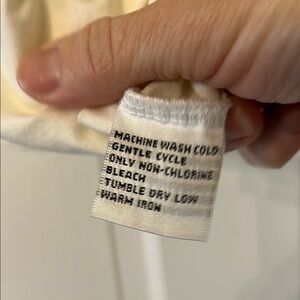 MACHINE WASH COLD
GENTLE CYCLE
ONLY NON-CHLORINE
BLEACH
TUMBLE DRY LOW
WARM IRON